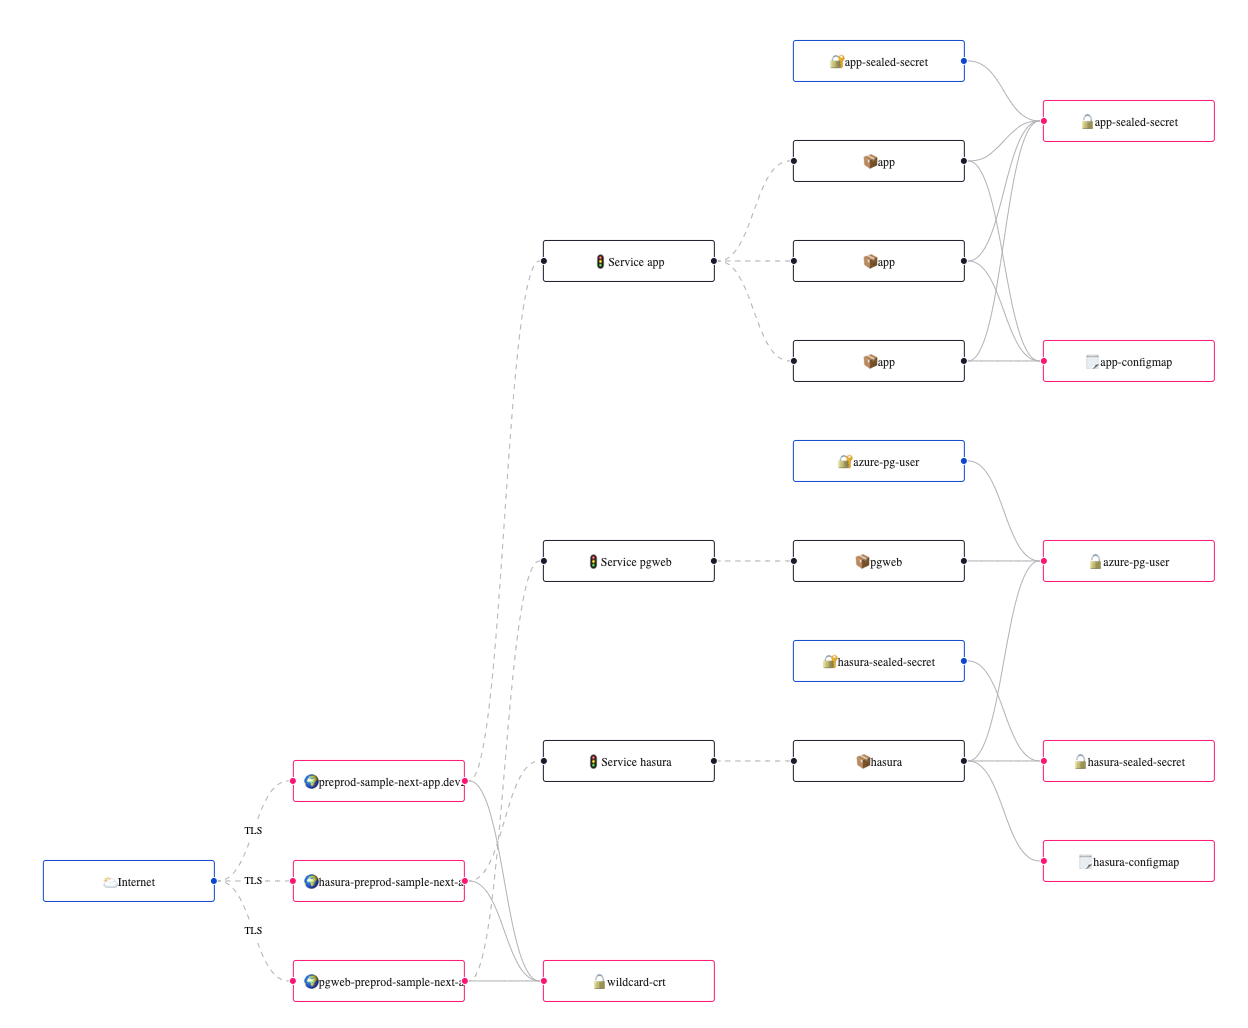 app-sealed-secret
app-sealed-secret
app
Service app
app
app
app-configmap
azure-pg-user
Service pgweb
pgweb
azure-pg-user
hasura-sealed-secret
Service hasura
hasura
hasura-sealed-secret
preprod-sample-next-app.dev
TLS
hasura-configmap
Internet
TLS
hasura-preprod-sample-next-a
TLS
pgweb-preprod-sample-next-a
wildcard-crt